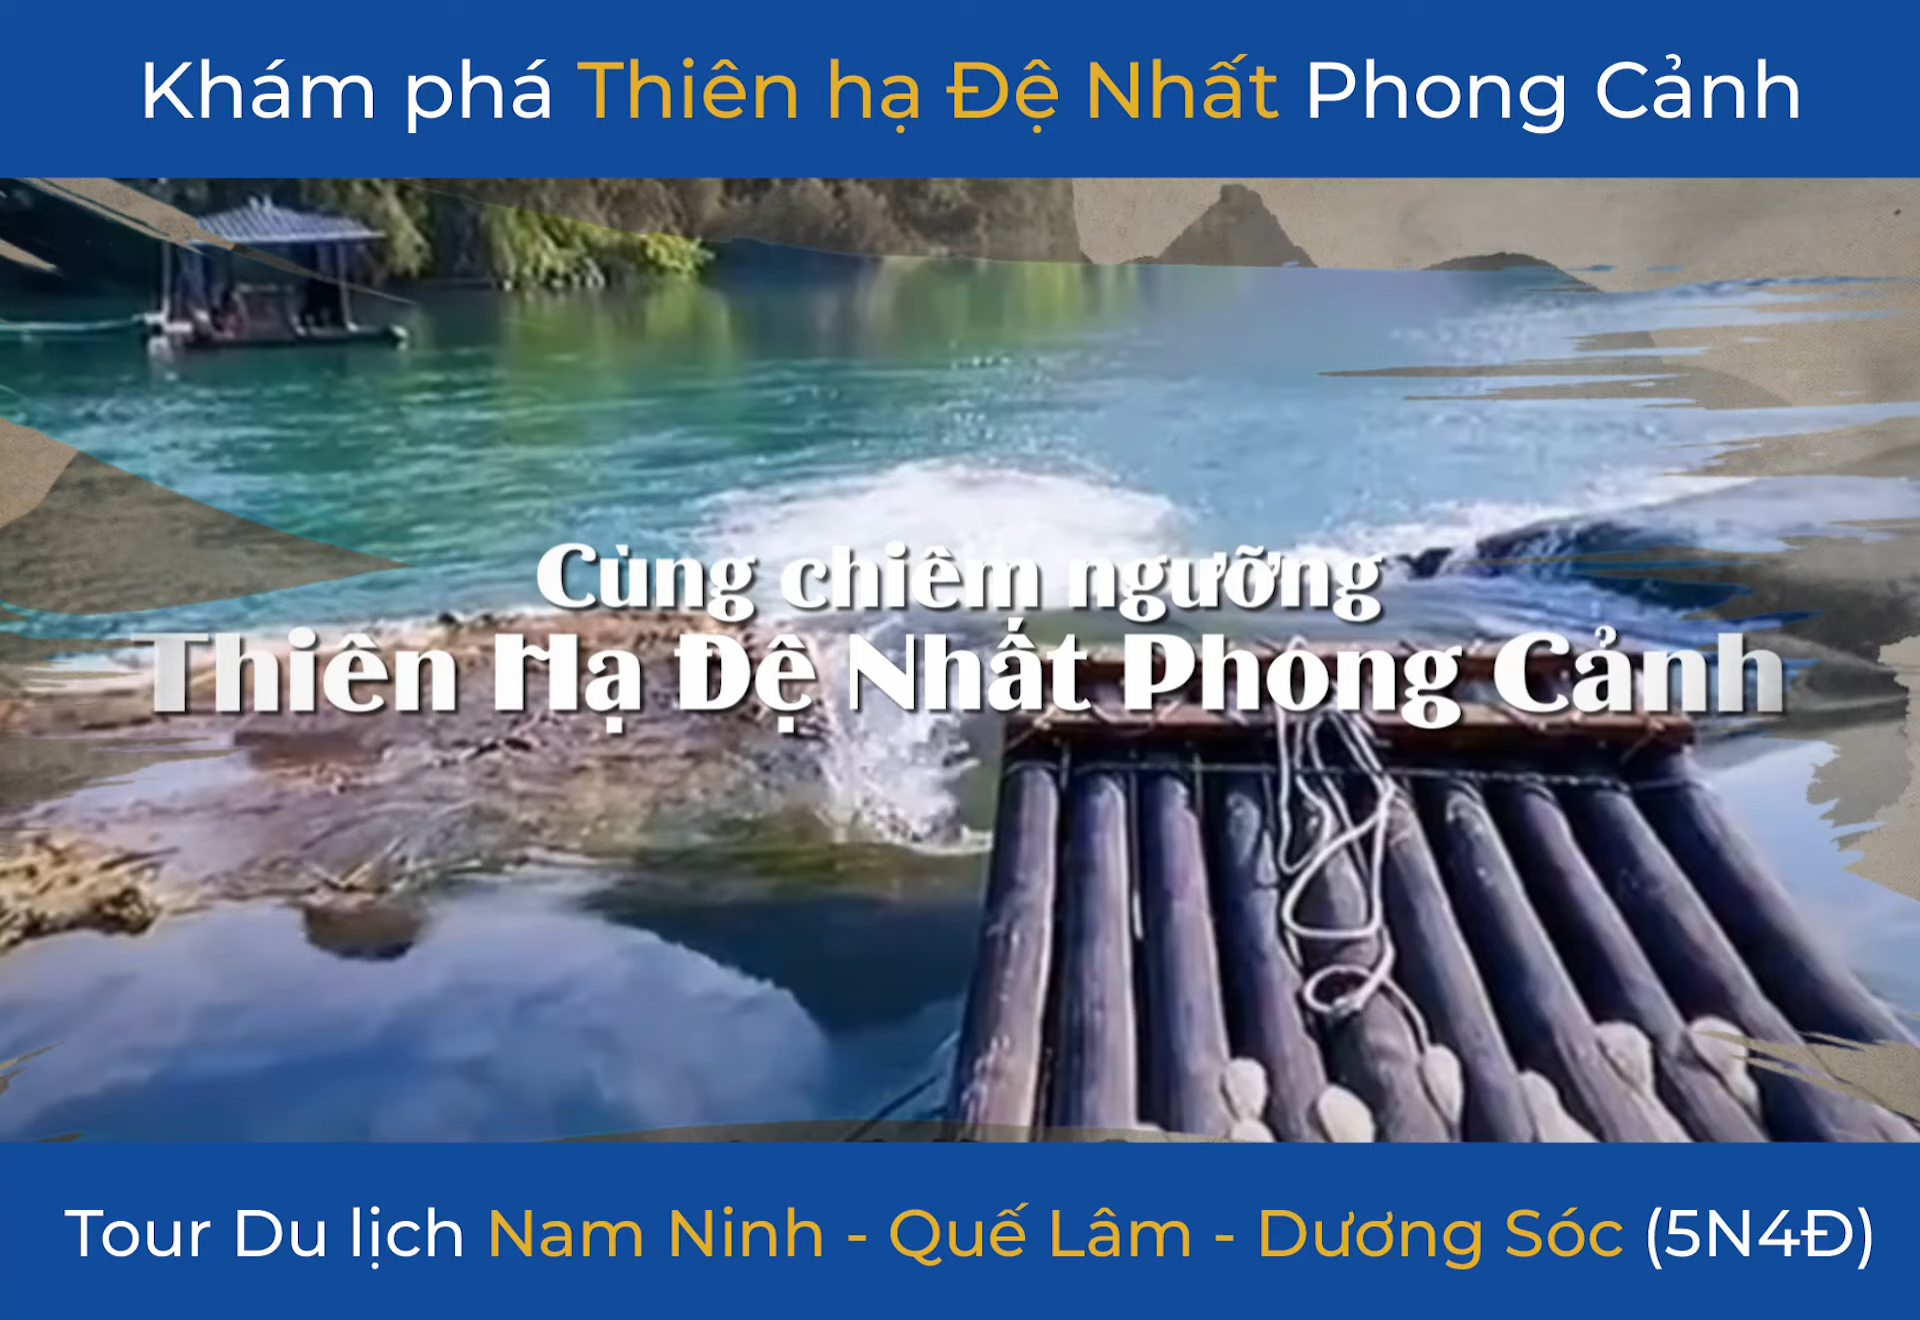 Khám phá Thiên hạ Đệ Nhất Phong Cảnh
Cùng chiêm ngưỡng
Thiên Hạ Đệ Nhất Phong Cảnh
Tour Du lịch Nam Ninh - Quế Lâm - Dương Sóc (5N4Đ)